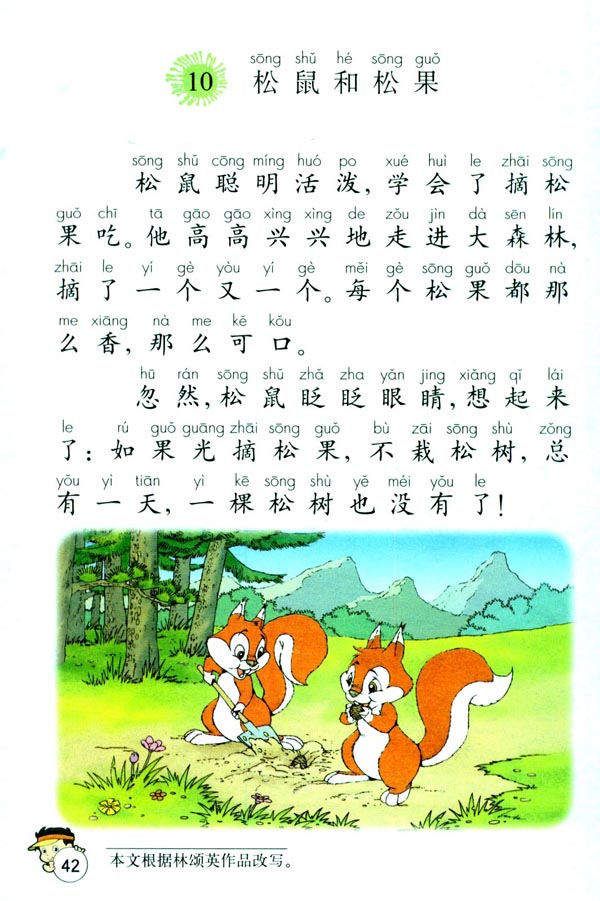 sōng shǔ hé sōng guǒ
10 松鼠和松果
sōng shǔ cōng míng huó po xué huì le zhāi sōng
松鼠聪明活泼,学会了摘松
guǒ chī tā gāo gāo xìng xìng de zǒu jìn dà sēn lín
果吃。他高高兴兴地走进大森林,
zhāi le yí gè yòu yí gè měi gè sōng guǒ dōu nà
摘了一个又一个。每个松果都那
me xiāng nà me kě kǒu
么香,那么可口。
hū rán sōng shǔ zhǎ zha yǎn jing xiǎng qǐ lái
忽然,松鼠眨眨眼睛,想起来
le rú guǒ guāng zhāi sōng guǒ bù zāi sōng shù zǒng
了:如果光摘松果,不栽松树,总
yǒu yì tiān yì kē sōng shù yě méi yǒu le
有一天,一棵松树也没有了!
42
本文根据林颂英作品改写。